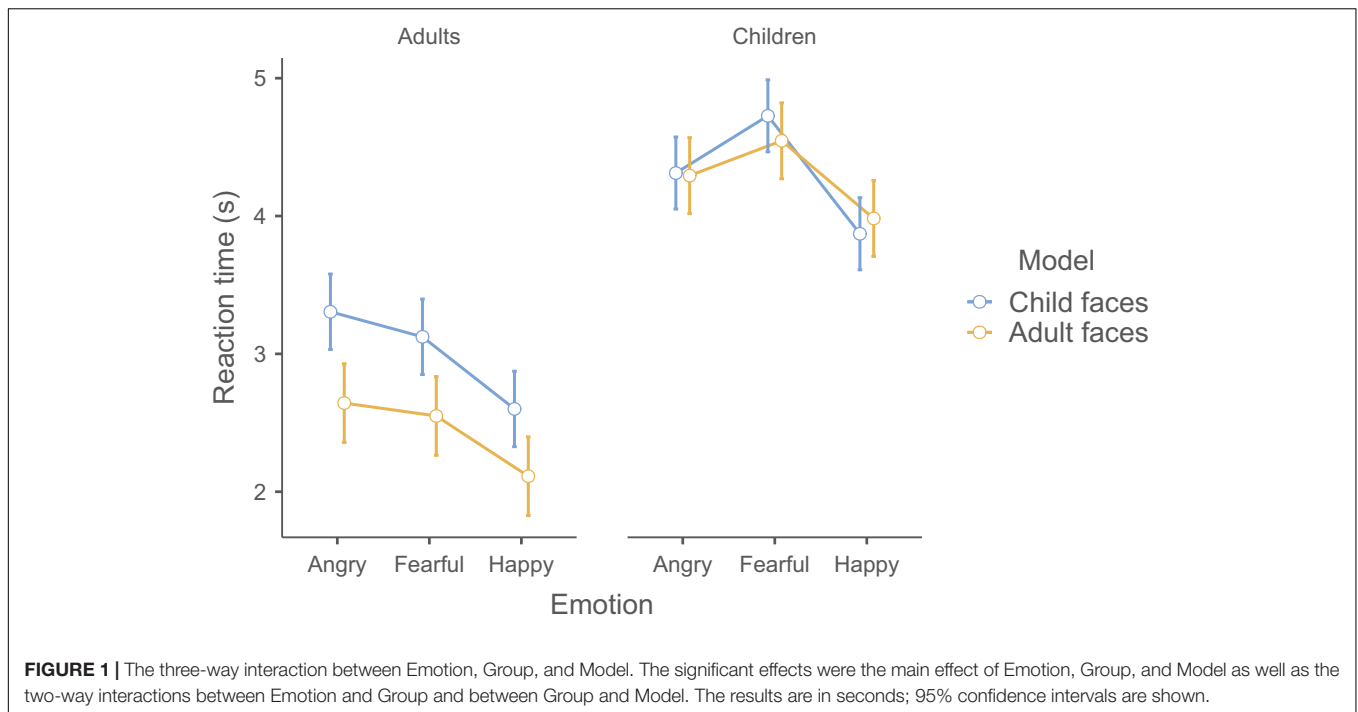 Adults
Children
5
4
3
2
Reaction time (s)
Angry Fearful Happy
Angry Fearful Happy
Emotion
Model
Child faces
Adult faces
FIGURE 1 | The three-way interaction between Emotion, Group, and Model. The significant effects were the main effect of Emotion, Group, and Model as well as the
two-way interactions between Emotion and Group and between Group and Model. The results are in seconds; 95% confidence intervals are shown.